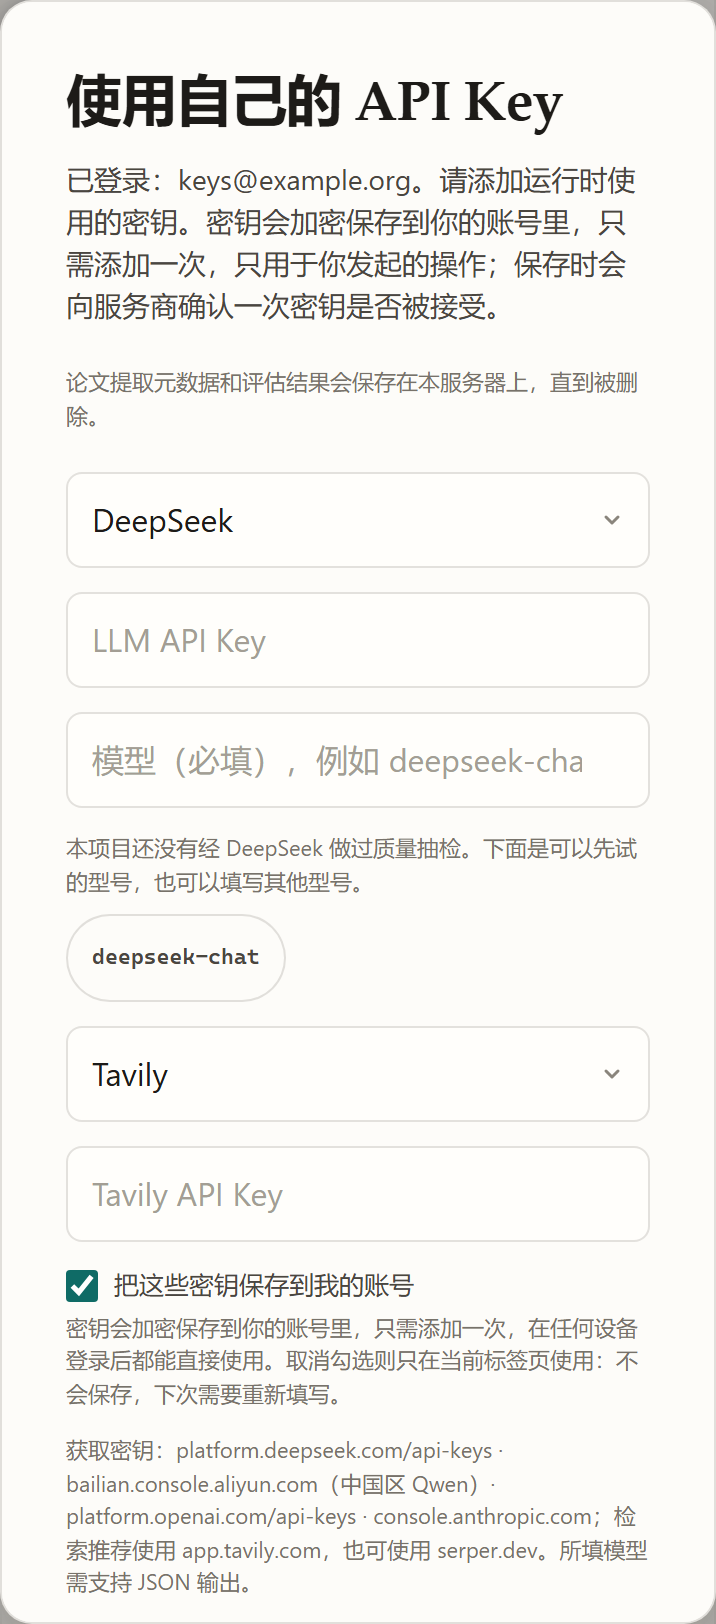 使用自己的 API Key
已登录：keys@example.org。请添加运行时使
用的密钥。密钥会加密保存到你的账号里，只
需添加一次，只用于你发起的操作；保存时会
向服务商确认一次密钥是否被接受。
论文提取元数据和评估结果会保存在本服务器上，直到被删
除。
DeepSeek
LLM API Key
模型（必填），例如 deepseek-cha
本项目还没有经 DeepSeek 做过质量抽检。下面是可以先试
的型号，也可以填写其他型号。
deepseek-chat
Tavily
Tavily API Key
把这些密钥保存到我的账号
密钥会加密保存到你的账号里，只需添加一次，在任何设备
登录后都能直接使用。取消勾选则只在当前标签页使用：不
会保存，下次需要重新填写。
获取密钥：platform.deepseek.com/api-keys ·
bailian.console.aliyun.com（中国区 Qwen）·
platform.openai.com/api-keys · console.anthropic.com；检
索推荐使用 app.tavily.com，也可使用 serper.dev。所填模型
需支持 JSON 输出。